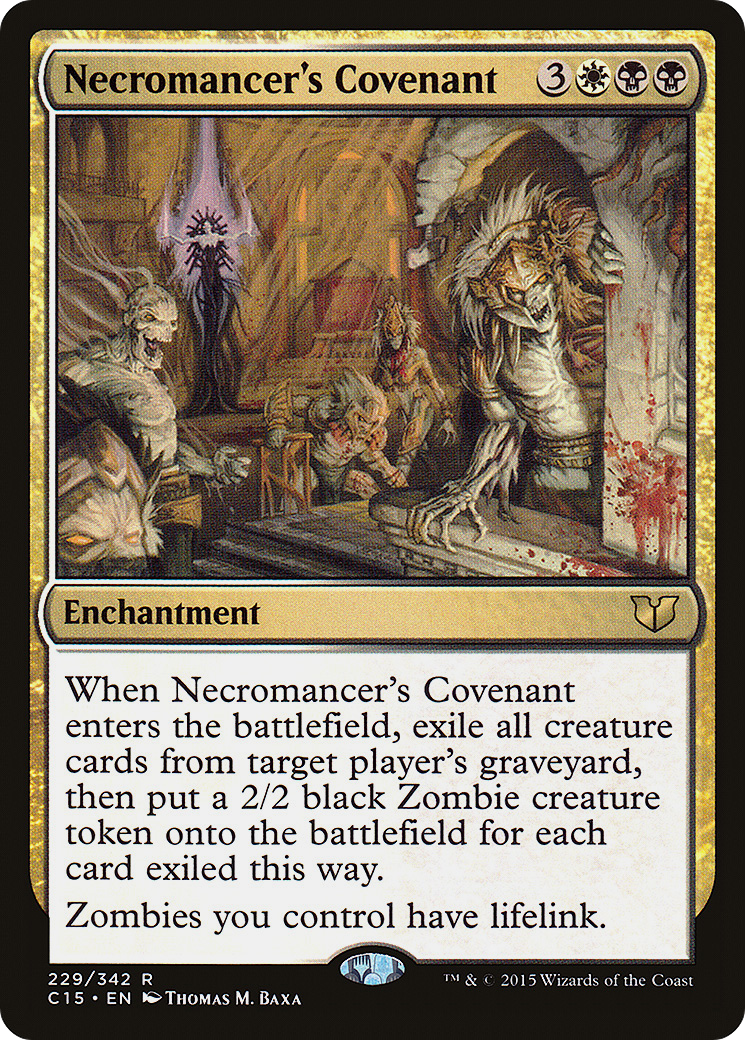 Necromancer's Covenant 3
Enchantment
When Necromancer's Covenant
enters the battlefield, exile all creature
cards from target player's graveyard,
then put a 2/2 black Zombie creature
token onto the battlefield for each
card exiled this way.
Zombies you control have lifelink.
229/342 R
C15 • EN Thomas M. Baxa
™ & © 2015 Wizards of the Coast